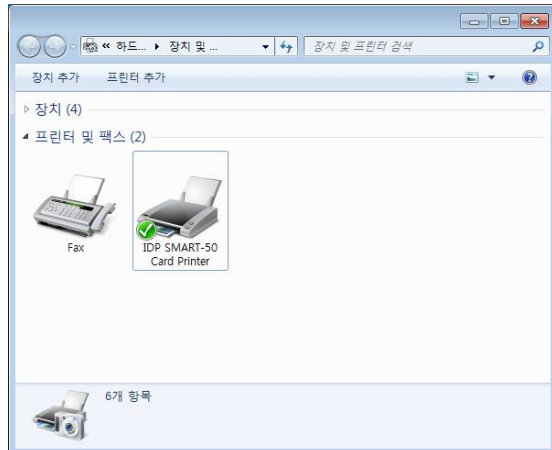 « 하드... ▸ 장치 및 ... 장치 및 프린터 검색
장치 추가 프린터 추가
장치 (4)
프린터 및 팩스 (2)
Fax
IDP SMART-50
Card Printer
6개 항목